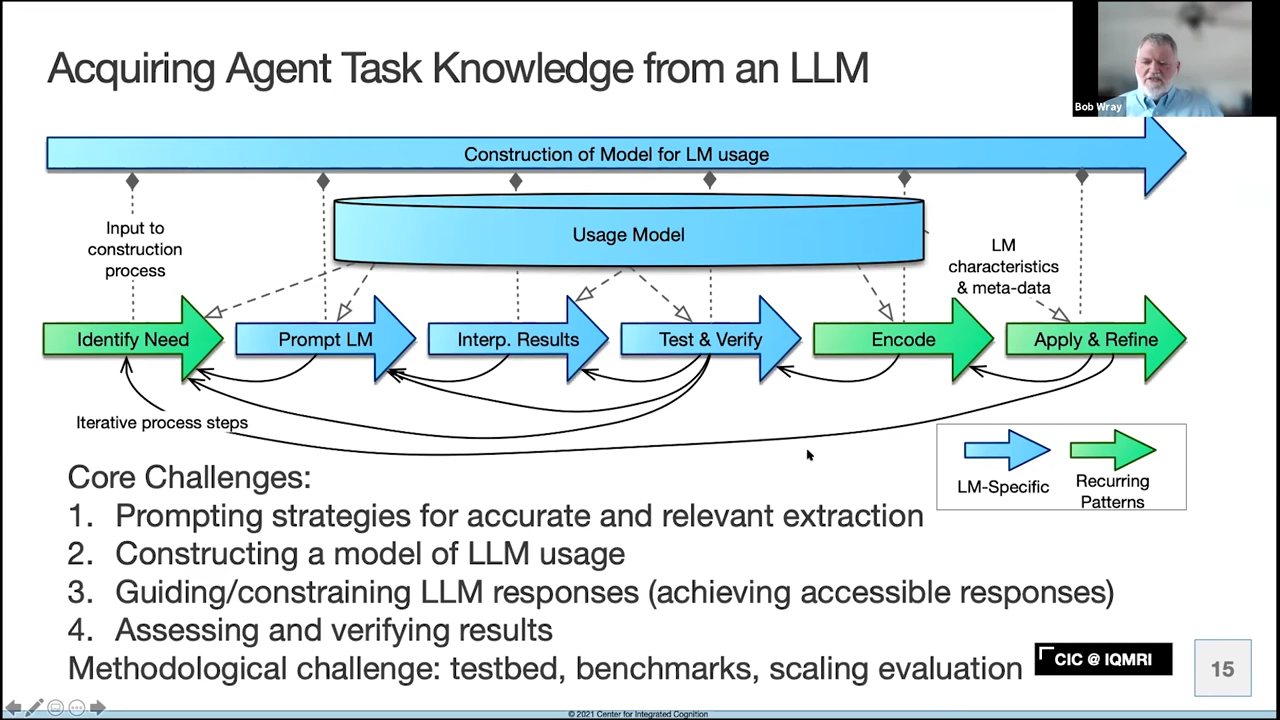 Acquiring Agent Task Knowledge from an LLM
Bob Wray
Construction of Model for LM usage
Input to
construction
process
Usage Model
LM
characteristics
& meta-data
Identify Need
Prompt LM
Interp. Results
Test & Verify
Encode
Apply & Refine
Iterative process steps
LM-Specific
Recurring
Patterns
Core Challenges:
1. Prompting strategies for accurate and relevant extraction
2. Constructing a model of LLM usage
3. Guiding/constraining LLM responses (achieving accessible responses)
4. Assessing and verifying results
Methodological challenge: testbed, benchmarks, scaling evaluation
CIC @ IQMRI
15
© 2021 Center for Integrated Cognition